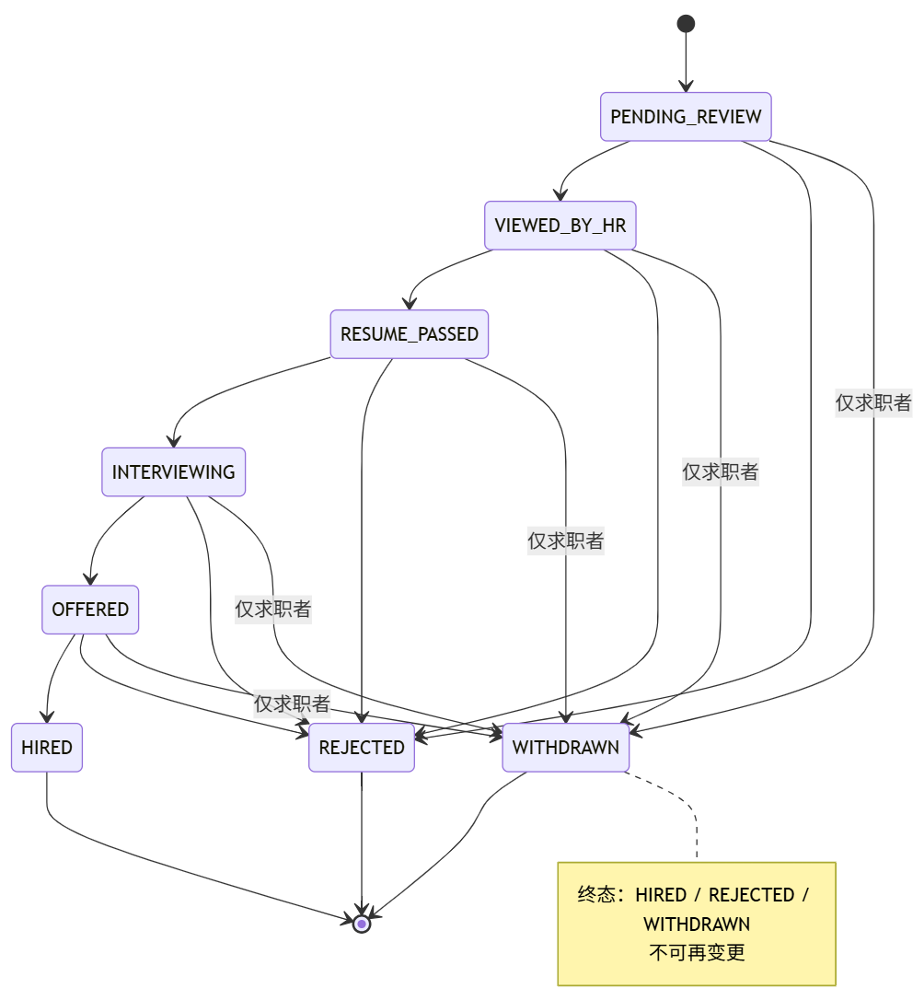 PENDING_REVIEW
VIEWED_BY_HR
RESUME_PASSED
仅求职者
INTERVIEWING
仅求职者
仅求职者
OFFERED
仅求职者
仅求职者
HIRED
REJECTED
WITHDRAWN
终态：HIRED / REJECTED /
WITHDRAWN
不可再变更